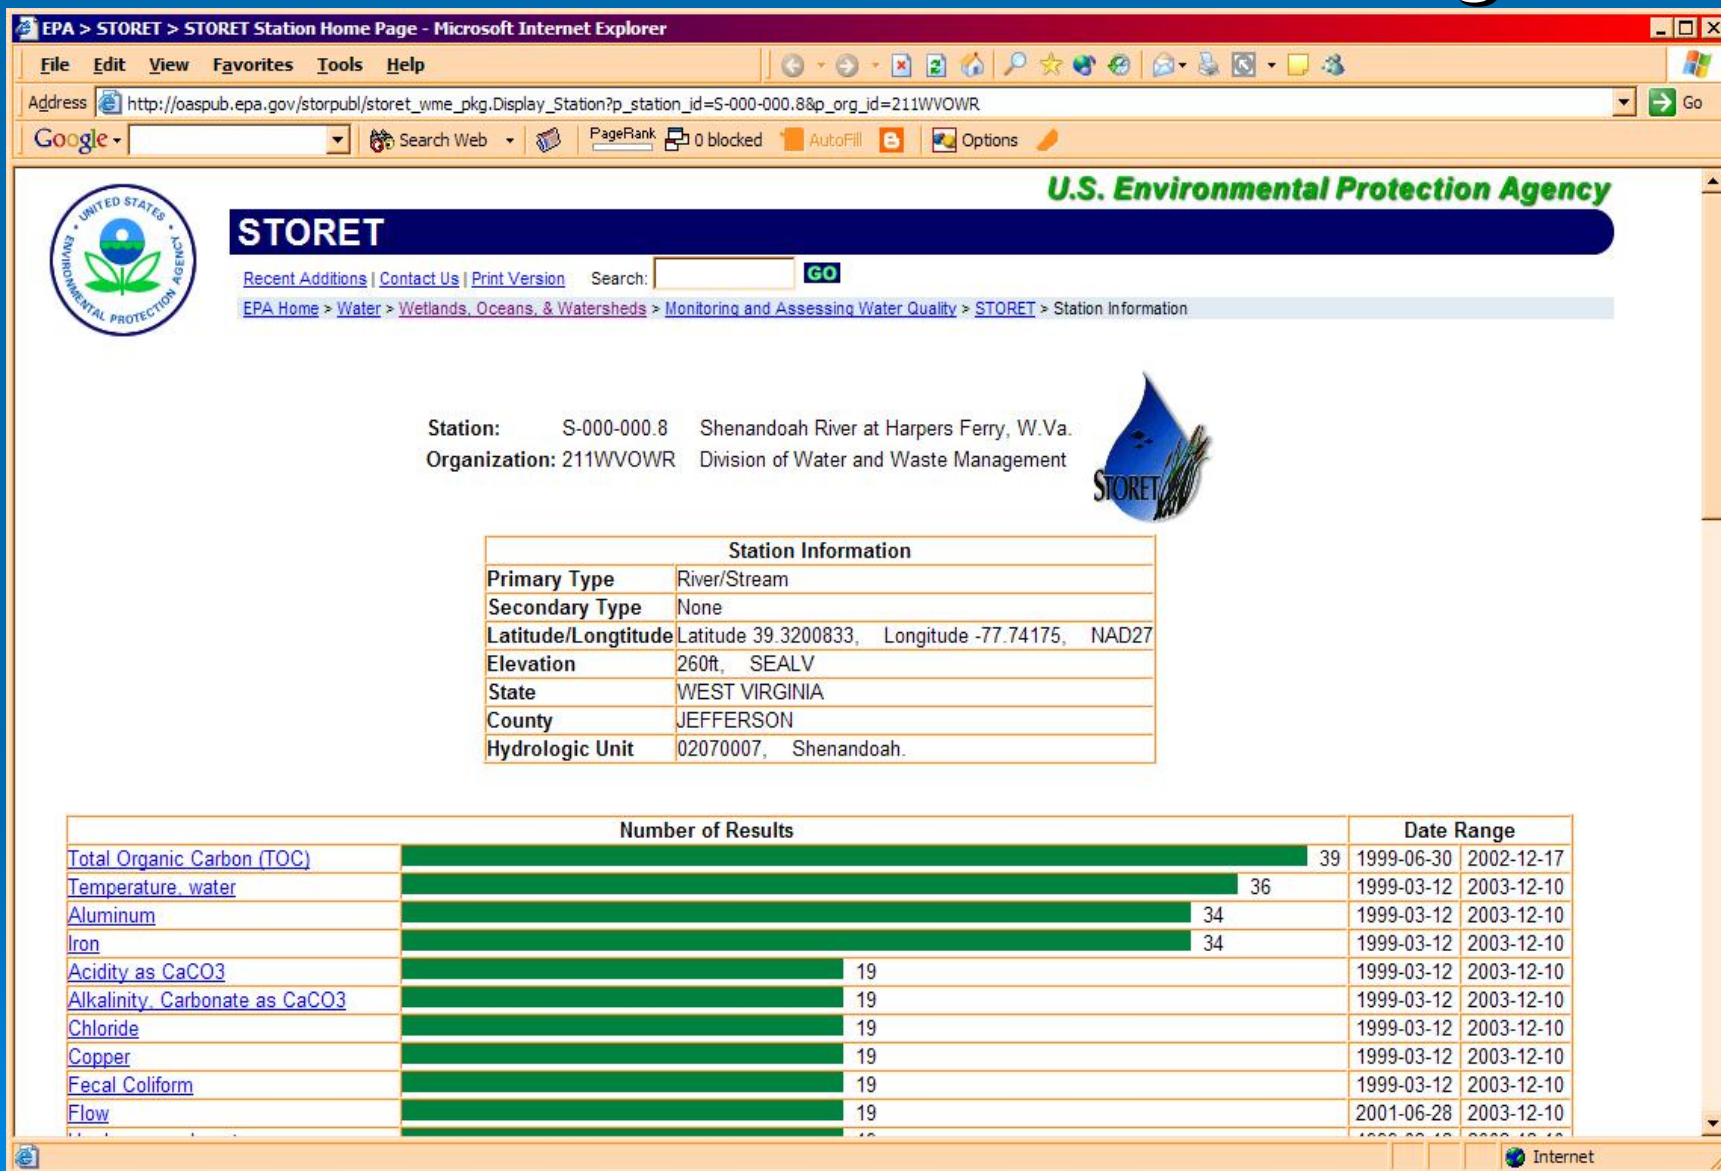 EPA > STORET > STORET Station Home Page - Microsoft Internet Explorer
File Edit View Favorites Tools Help
Address http://oaspub.epa.gov/storpubl/storet_wme_pkg.Display_Station?p_station_id=S-000-000.8&p_org_id=211WVOWR Go
Google Search Web PageRank 0 blocked AutoFill Options
U.S. Environmental Protection Agency
UNITED STATES ENVIRONMENTAL PROTECTION AGENCY
STORET
Recent Additions | Contact Us | Print Version Search: GO
EPA Home > Water > Wetlands, Oceans, & Watersheds > Monitoring and Assessing Water Quality > STORET > Station Information
Station: S-000-000.8 Shenandoah River at Harpers Ferry, W.Va.
Organization: 211WVOWR Division of Water and Waste Management
STORET
Station Information
Primary Type River/Stream
Secondary Type None
Latitude/Longtitude Latitude 39.3200833, Longitude -77.74175, NAD27
Elevation 260ft, SEALV
State WEST VIRGINIA
County JEFFERSON
Hydrologic Unit 02070007, Shenandoah.
Number of Results Date Range
Total Organic Carbon (TOC) 39 1999-06-30 2002-12-17
Temperature, water 36 1999-03-12 2003-12-10
Aluminum 34 1999-03-12 2003-12-10
Iron 34 1999-03-12 2003-12-10
Acidity as CaCO3 19 1999-03-12 2003-12-10
Alkalinity, Carbonate as CaCO3 19 1999-03-12 2003-12-10
Chloride 19 1999-03-12 2003-12-10
Copper 19 1999-03-12 2003-12-10
Fecal Coliform 19 1999-03-12 2003-12-10
Flow 19 2001-06-28 2003-12-10
Internet